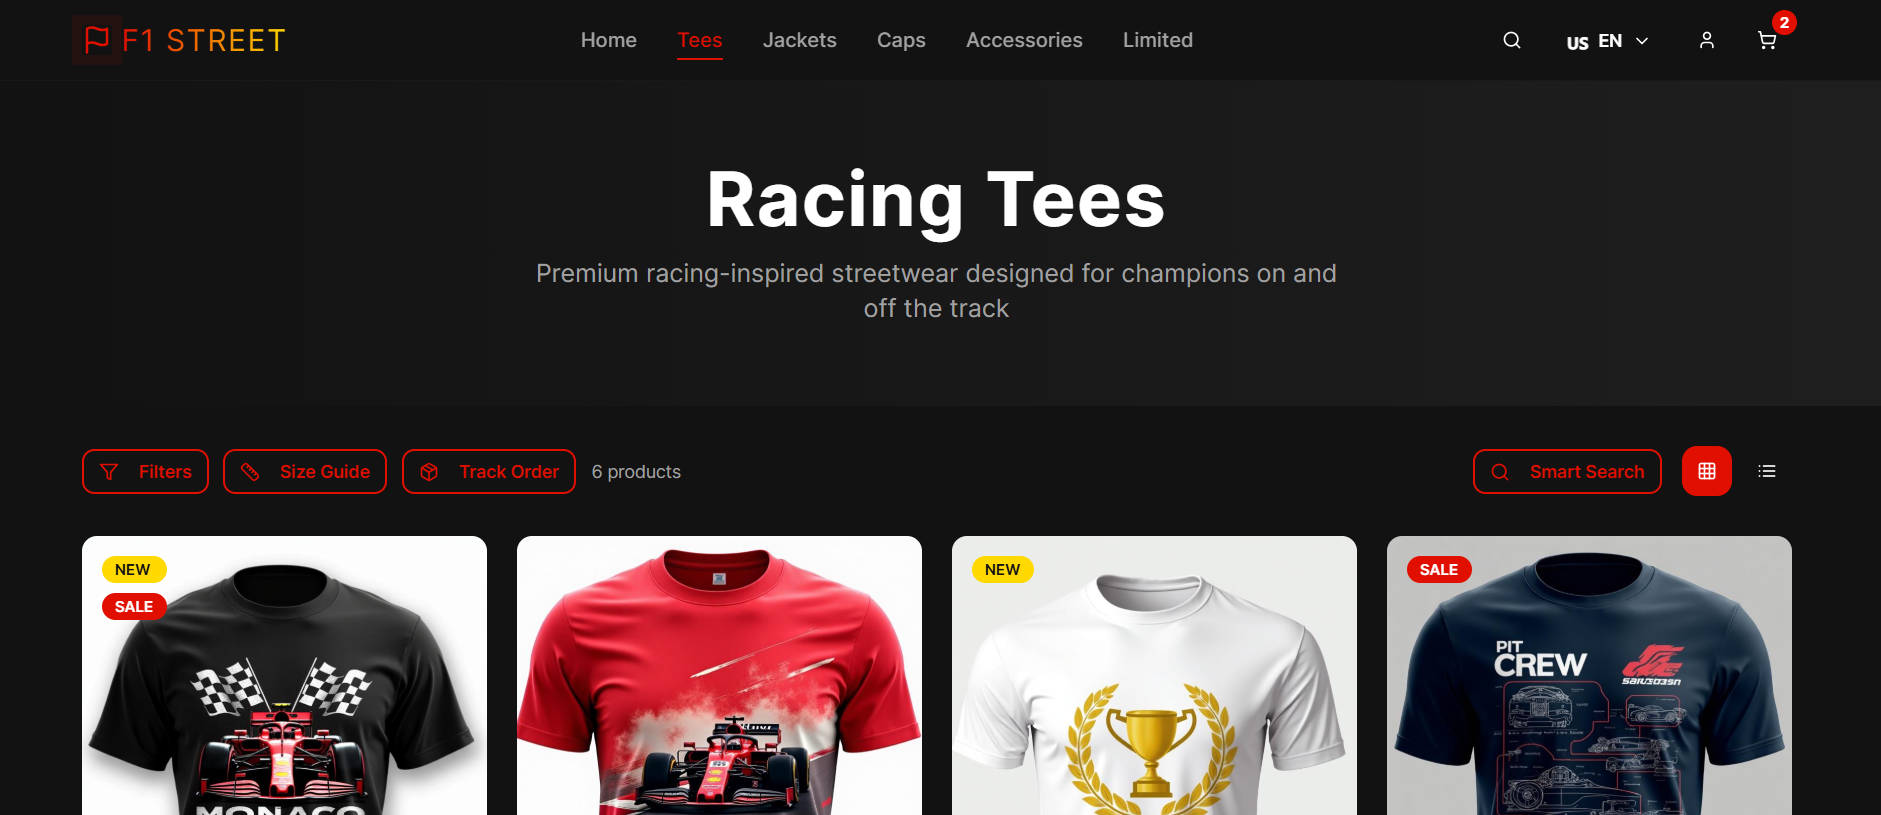 F1 STREET
Home
Tees
Jackets
Caps
Accessories
Limited
US EN
2
Racing Tees
Premium racing-inspired streetwear designed for champions on and
off the track
Filters
Size Guide
Track Order
6 products
Smart Search
NEW
SALE
MONACO
NEW
SALE
PIT
CREW